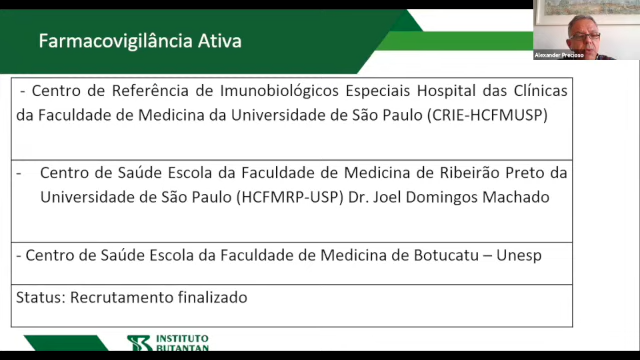 Farmacovigilância Ativa
Alexander Precioso
- Centro de Referência de Imunobiológicos Especiais Hospital das Clínicas
da Faculdade de Medicina da Universidade de São Paulo (CRIE-HCFMUSP)
- Centro de Saúde Escola da Faculdade de Medicina de Ribeirão Preto da
Universidade de São Paulo (HCFMRP-USP) Dr. Joel Domingos Machado
- Centro de Saúde Escola da Faculdade de Medicina de Botucatu – Unesp
Status: Recrutamento finalizado
INSTITUTO
BUTANTAN